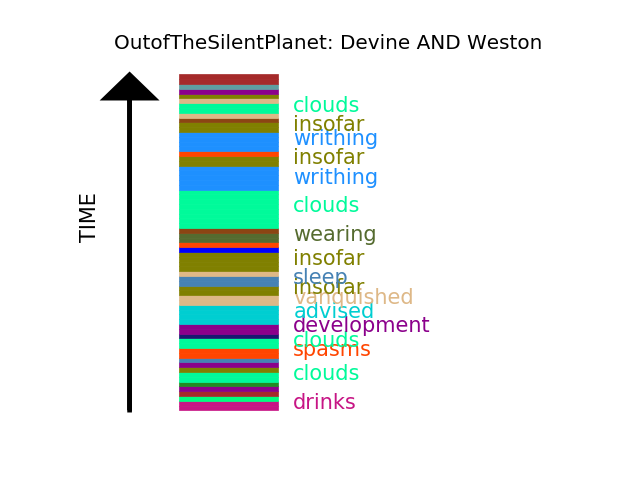 OutofTheSilentPlanet: Devine AND Weston
clouds
insofar
writhing
insofar
writhing
clouds
wearing
insofar
sleep
insofar
vanquished
advised
development
clouds
spasms
clouds
drinks
TIME